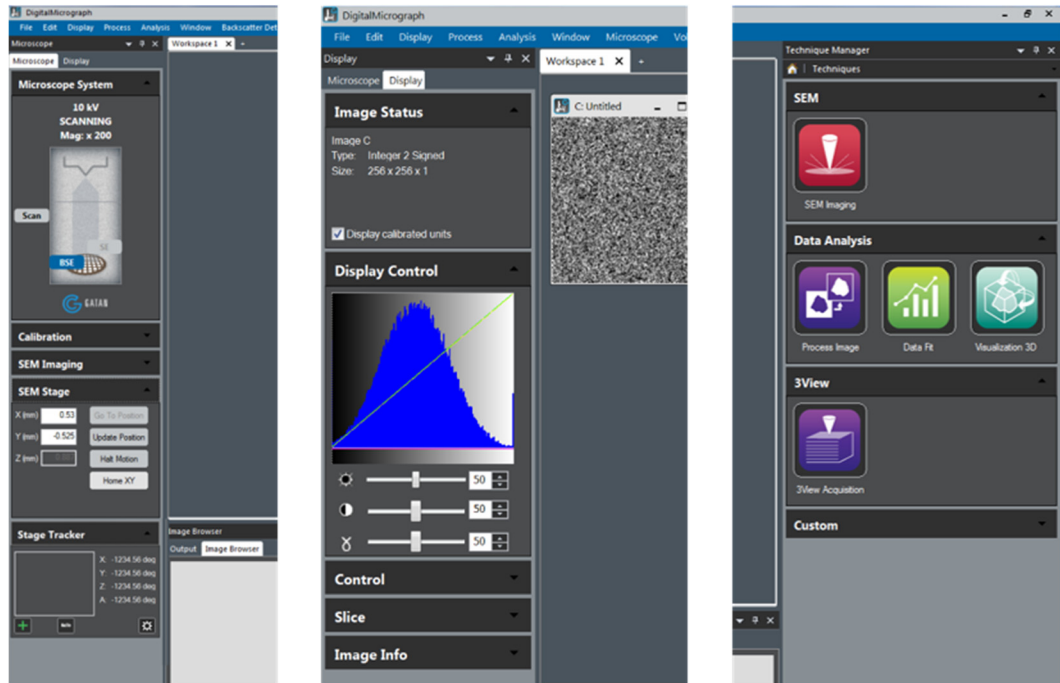 DigitalMicrograph
File Edit Display Process Analysis Window Backscatter Det
Microscope
Workspace 1
Microscope Display
Microscope System
10 kV
SCANNING
Mag: x 200
Scan
SE
BSE
GATAN
Calibration
SEM Imaging
SEM Stage
X (mm) 0.53 Go To Position
Y (mm) -0.525 Update Position
Z (mm) Halt Motion
Home XY
Stage Tracker
X: -1234.56 deg
Y: -1234.56 deg
Z: -1234.56 deg
A: -1234.56 deg
Image Browser
Output Image Browser
DigitalMicrograph
File Edit Display Process Analysis Window Microscope Vo
Display
Workspace 1
Microscope Display
Image Status
Image C
Type: Integer 2 Signed
Size: 256 x 256 x 1
Display calibrated units
C: Untitled
Display Control
50
50
50
Control
Slice
Image Info
Technique Manager
Techniques
SEM
SEM Imaging
Data Analysis
Process Image Data Fit Visualization 3D
3View
3View Acquisition
Custom